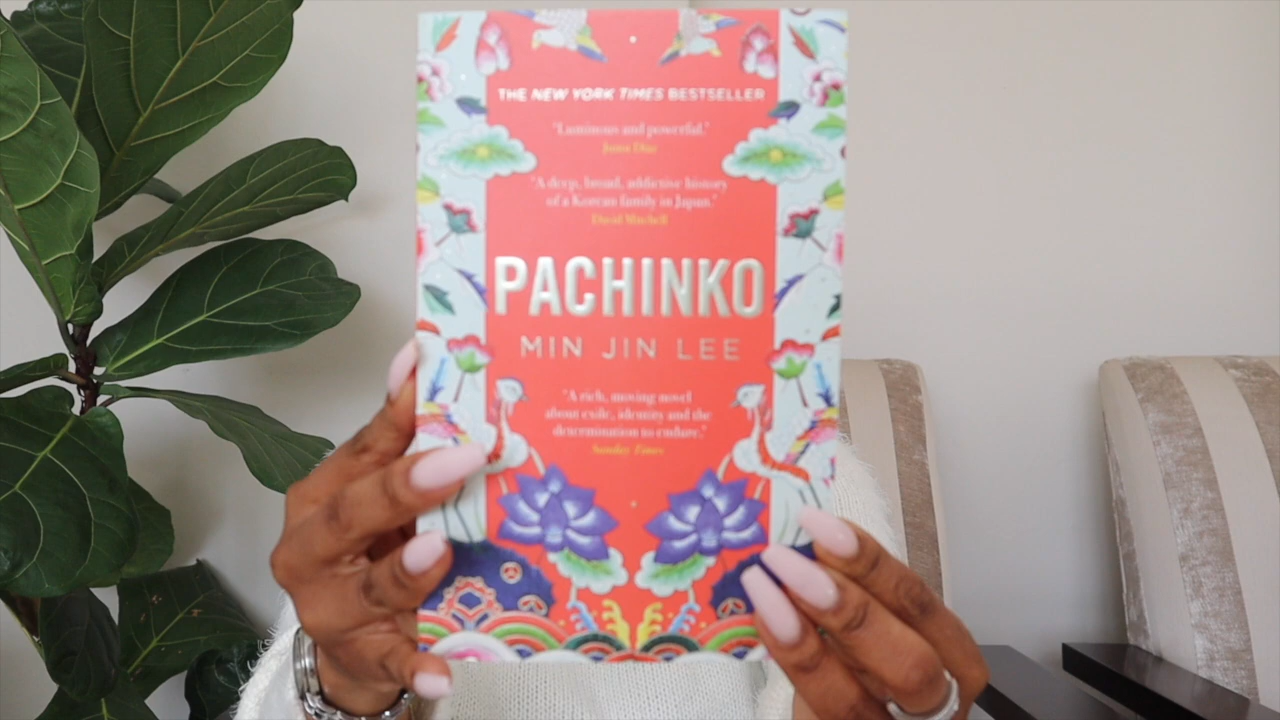 THE NEW YORK TIMES BESTSELLER
"Luminous and powerful."
Junot Díaz
"A deep, broad, addictive history
of a Korean family in Japan."
David Mitchell
PACHINKO
MIN JIN LEE
"A rich, moving novel
about exile, identity and the
determination to endure."
Sunday Times